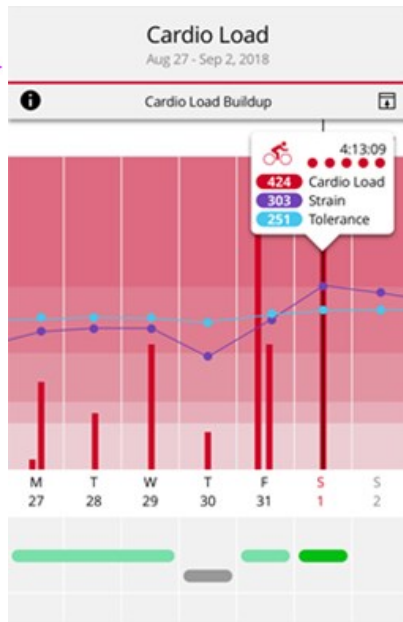 Cardio Load
Aug 27 - Sep 2, 2018
i
Cardio Load Buildup
4:13:09
424 Cardio Load
303 Strain
251 Tolerance
M T W T F S S
27 28 29 30 31 1 2